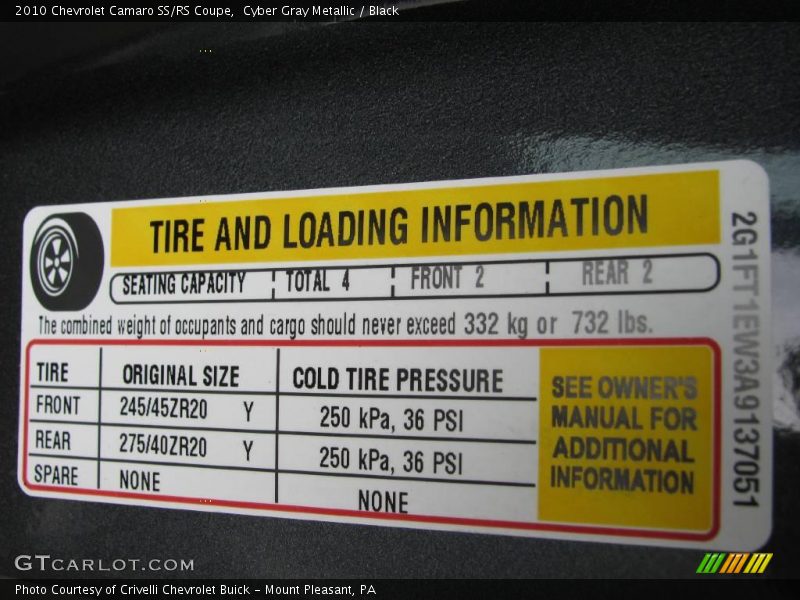 2010 Chevrolet Camaro SS/RS Coupe,  Cyber Gray Metallic / Black
TIRE AND LOADING INFORMATION
SEATING CAPACITY TOTAL 4 FRONT 2 REAR 2
The combined weight of occupants and cargo should never exceed 332 kg or 732 lbs.
TIRE ORIGINAL SIZE COLD TIRE PRESSURE
FRONT 245/45ZR20 Y 250 kPa, 36 PSI
REAR 275/40ZR20 Y 250 kPa, 36 PSI
SPARE NONE NONE
SEE OWNER'S
MANUAL FOR
ADDITIONAL
INFORMATION
2G1FT1EW3A9137051
GTCARLOT.COM
Photo Courtesy of Crivelli Chevrolet Buick – Mount Pleasant, PA